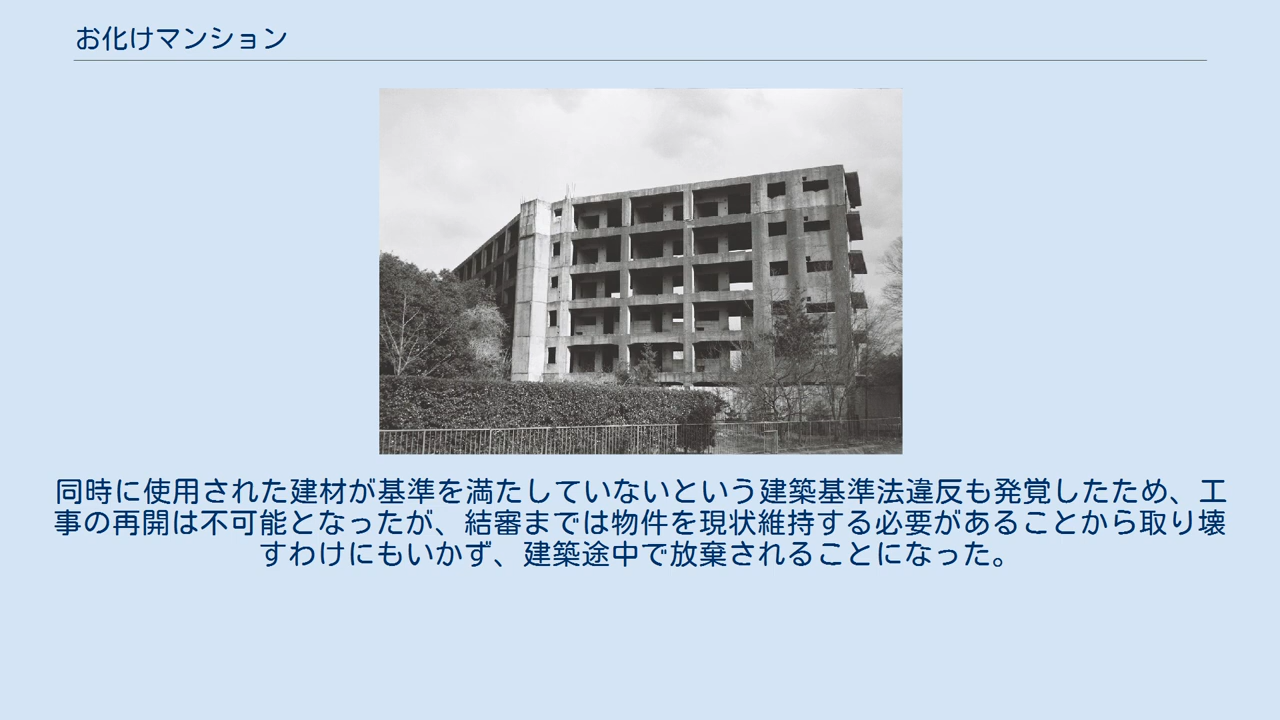 お化けマンション
同時に使用された建材が基準を満たしていないという建築基準法違反も発覚したため、工
事の再開は不可能となったが、結審までは物件を現状維持する必要があることから取り壊
すわけにもいかず、建築途中で放棄されることになった。